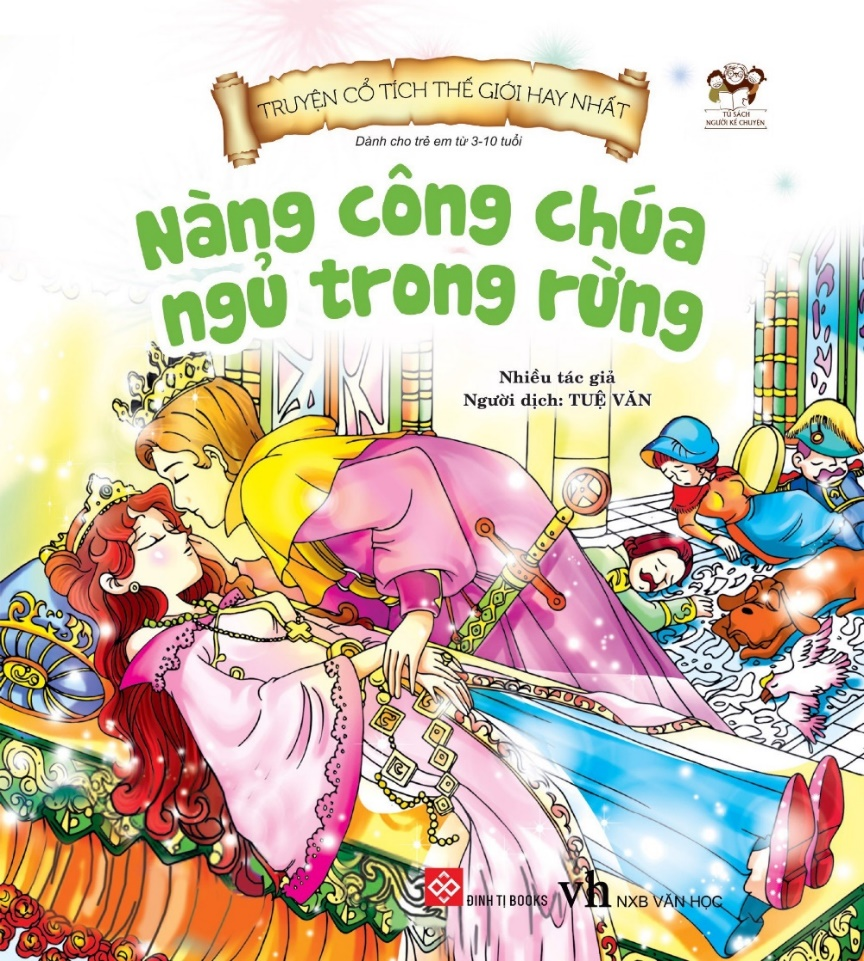 TRUYỆN CỔ TÍCH THẾ GIỚI HAY NHẤT
Dành cho trẻ em từ 3-10 tuổi
TỦ SÁCH
NGƯỜI KỂ CHUYỆN
Nàng công chúa
ngủ trong rừng
Nhiều tác giả
Người dịch: TUỆ VĂN
ĐINH TỊ BOOKS
vh NXB VĂN HỌC